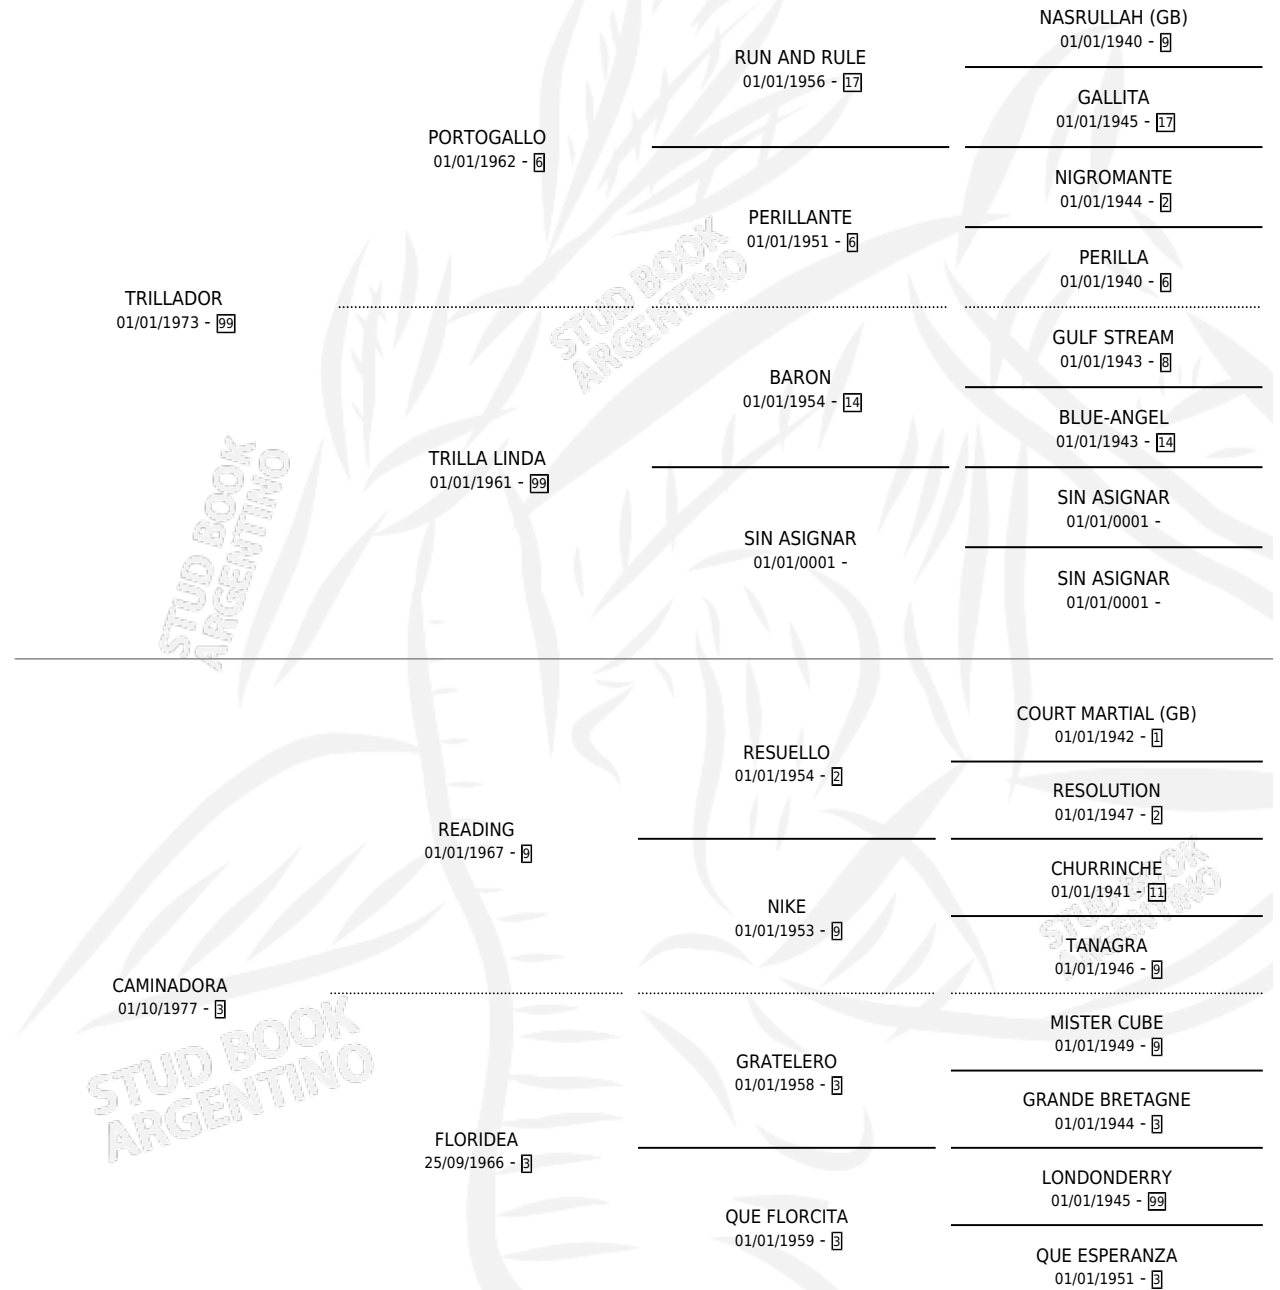 NASRULLAH (GB)
01/01/1940 - 9
RUN AND RULE
01/01/1956 - 17
GALLITA
01/01/1945 - 17
PORTOGALLO
01/01/1962 - 6
NIGROMANTE
01/01/1944 - 2
PERILLANTE
01/01/1951 - 6
PERILLA
01/01/1940 - 6
TRILLADOR
01/01/1973 - 99
STUD BOOK
ARGENTINO
GULF STREAM
01/01/1943 - 8
BARON
01/01/1954 - 14
BLUE-ANGEL
01/01/1943 - 14
TRILLA LINDA
01/01/1961 - 99
SIN ASIGNAR
01/01/0001 -
SIN ASIGNAR
01/01/0001 -
SIN ASIGNAR
01/01/0001 -
STUD BOOK
ARGENTINO
COURT MARTIAL (GB)
01/01/1942 - 1
RESUELLO
01/01/1954 - 2
RESOLUTION
01/01/1947 - 2
READING
01/01/1967 - 9
CHURRINCHE
01/01/1941 - 11
NIKE
01/01/1953 - 9
TANAGRA
01/01/1946 - 9
STUD BOOK
ARGENTINO
CAMINADORA
01/10/1977 - 3
STUD BOOK
ARGENTINO
MISTER CUBE
01/01/1949 - 9
GRATELERO
01/01/1958 - 3
GRANDE BRETAGNE
01/01/1944 - 3
FLORIDEA
25/09/1966 - 3
LONDONDERRY
01/01/1945 - 99
QUE FLORCITA
01/01/1959 - 3
QUE ESPERANZA
01/01/1951 - 3